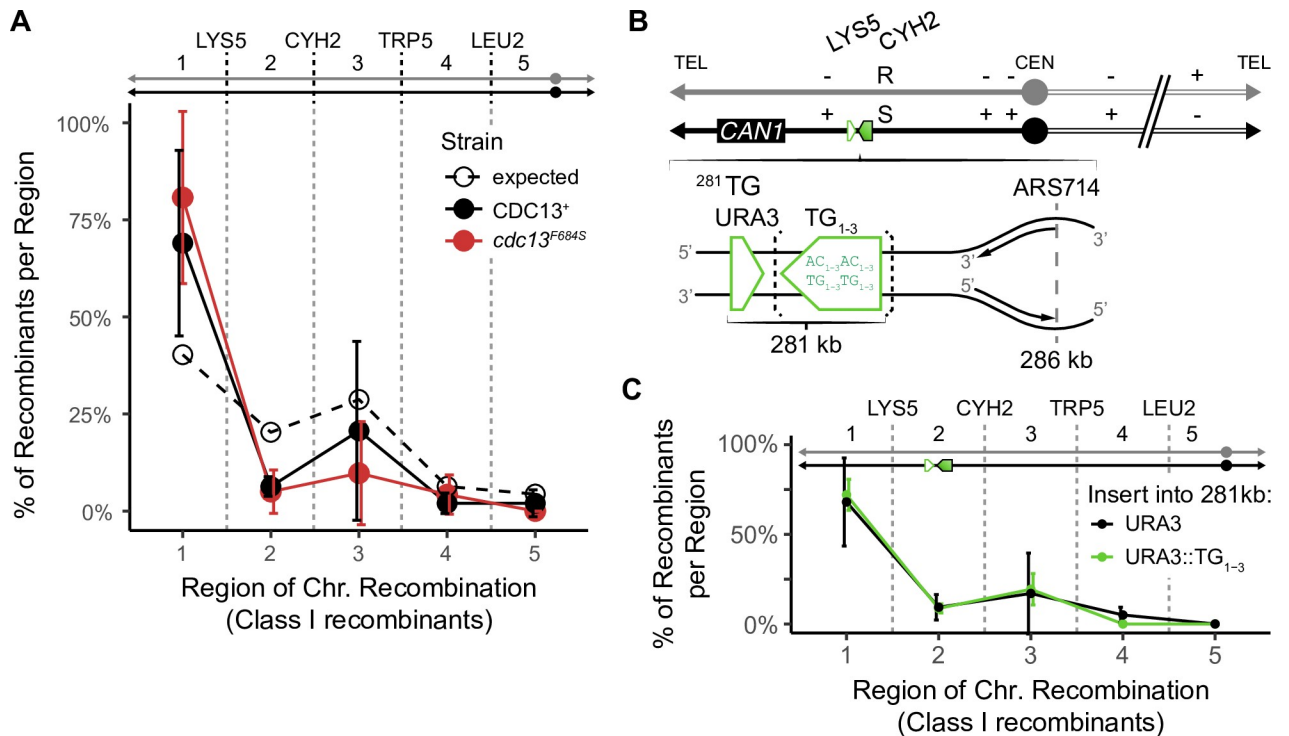 A
LYS5 CYH2 TRP5 LEU2
1 2 3 4 5
100%
75%
50%
25%
0%
% of Recombinants per Region
Strain
expected
CDC13+
cdc13F684S
1 2 3 4 5
Region of Chr. Recombination
(Class I recombinants)
B
LYS5 CYH2
TEL CEN TEL
- R - - - +
+ S + + + -
CAN1
281TG ARS714
URA3 TG1–3
5' 3' 3'
AC1–3AC1–3
TG1–3TG1–3
3' 5' 5'
281 kb
286 kb
C
LYS5 CYH2 TRP5 LEU2
1 2 3 4 5
100%
50%
0%
% of Recombinants
per Region
Insert into 281kb:
URA3
URA3::TG1–3
1 2 3 4 5
Region of Chr. Recombination
(Class I recombinants)